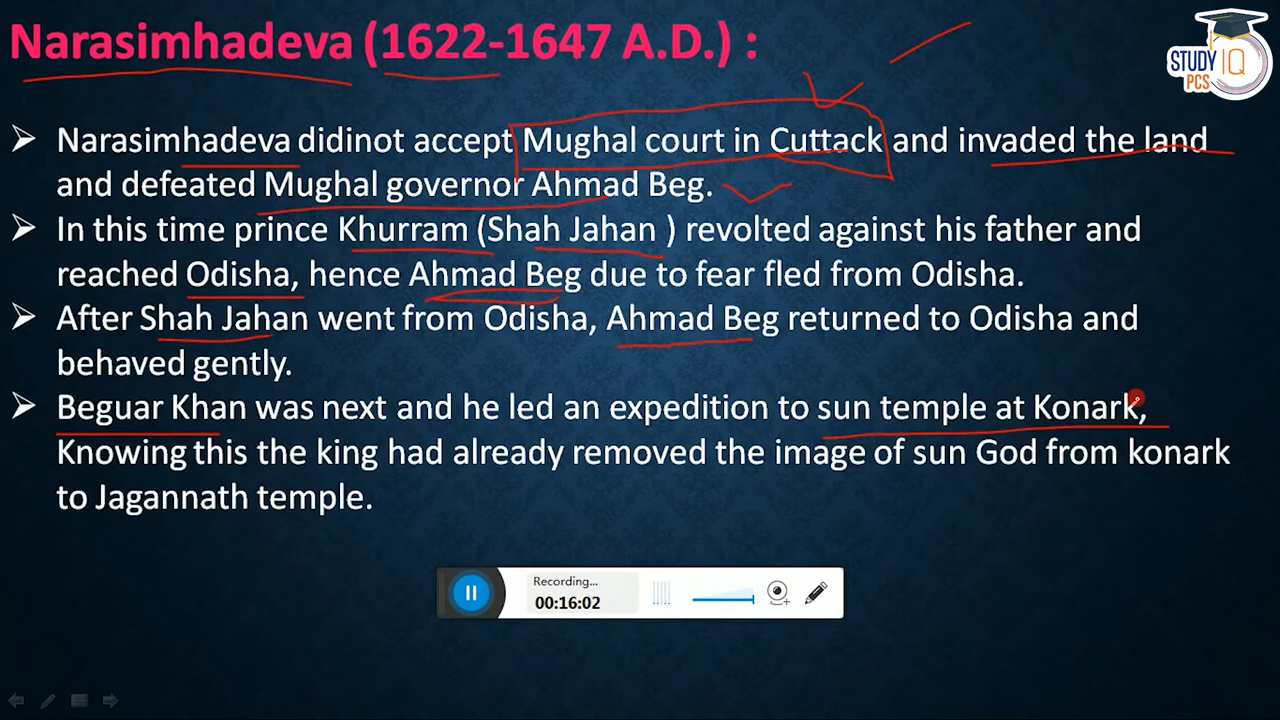 Narasimhadeva (1622-1647 A.D.) :
STUDY IQ
PCS
➢ Narasimhadeva didinot accept Mughal court in Cuttack and invaded the land
and defeated Mughal governor Ahmad Beg.
➢ In this time prince Khurram (Shah Jahan ) revolted against his father and
reached Odisha, hence Ahmad Beg due to fear fled from Odisha.
➢ After Shah Jahan went from Odisha, Ahmad Beg returned to Odisha and
behaved gently.
➢ Beguar Khan was next and he led an expedition to sun temple at Konark,
Knowing this the king had already removed the image of sun God from konark
to Jagannath temple.
Recording...
00:16:02